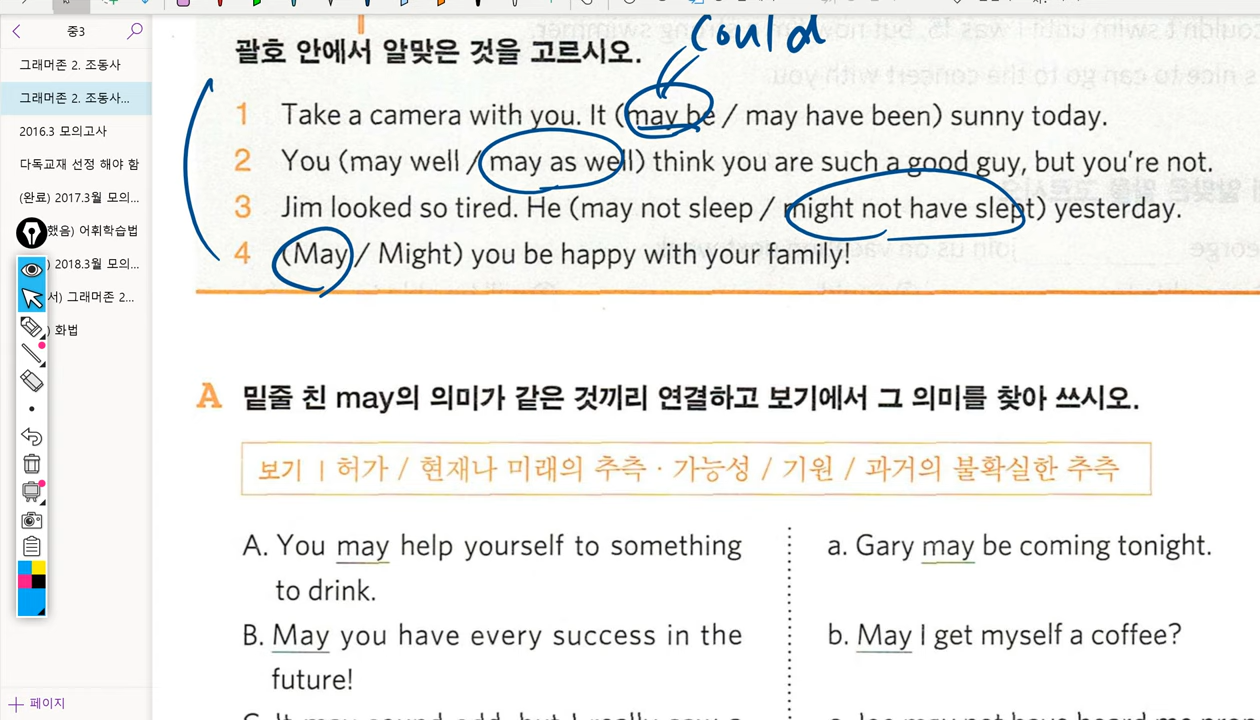 중3
그래머존 2. 조동사
그래머존 2. 조동사...
2016.3 모의고사
다독교재 선정 해야 함
(완료) 2017.3월 모의...
했음) 어휘학습법
) 2018.3월 모의...
서) 그래머존 2...
) 화법
페이지
could
괄호 안에서 알맞은 것을 고르시오.
1 Take a camera with you. It (may be / may have been) sunny today.
2 You (may well / may as well) think you are such a good guy, but you're not.
3 Jim looked so tired. He (may not sleep / might not have slept) yesterday.
4 (May / Might) you be happy with your family!
A 밑줄 친 may의 의미가 같은 것끼리 연결하고 보기에서 그 의미를 찾아 쓰시오.
보기 | 허가 / 현재나 미래의 추측 · 가능성 / 기원 / 과거의 불확실한 추측
A. You may help yourself to something
to drink.
B. May you have every success in the
future!
C. It may sound odd, but I really saw a
a. Gary may be coming tonight.
b. May I get myself a coffee?